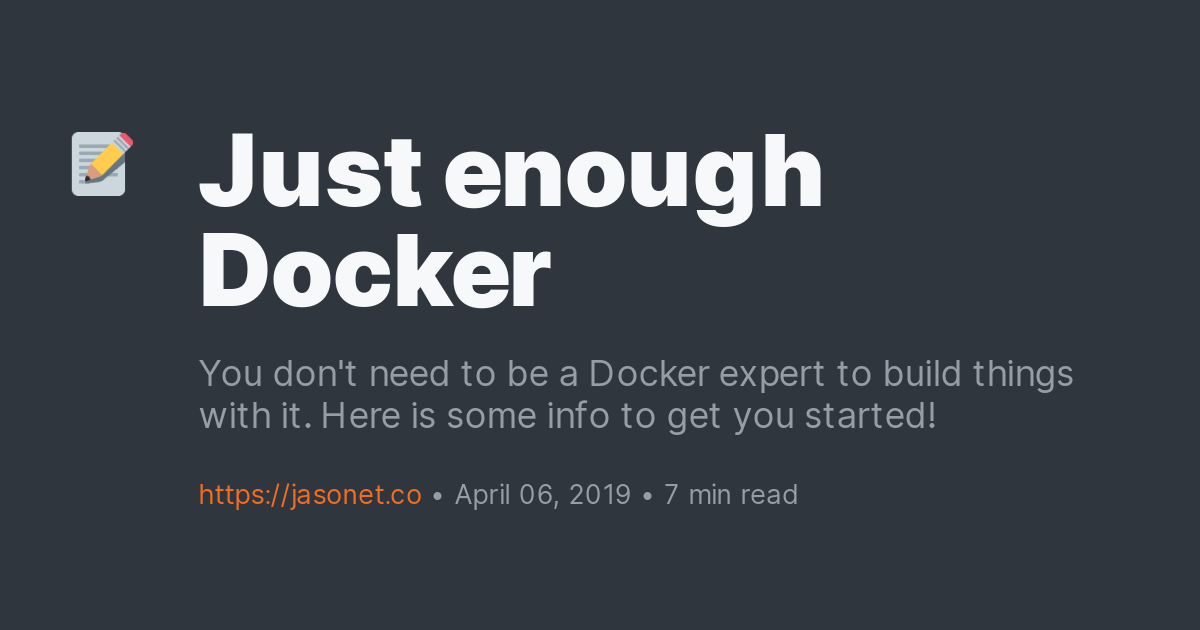 Just enough
Docker
You don't need to be a Docker expert to build things
with it. Here is some info to get you started!
https://jasonet.co • April 06, 2019 • 7 min read